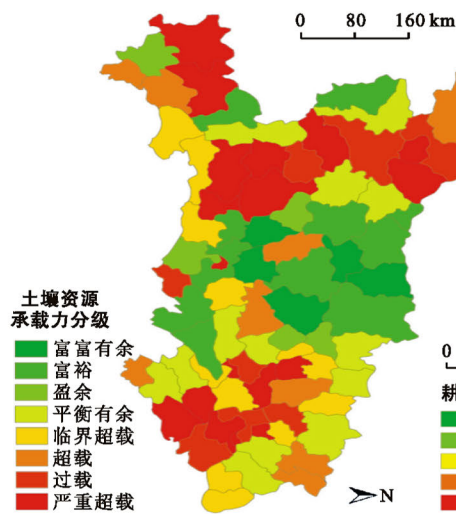 0 80 160 km
土壤资源
承载力分级
富富有余
富裕
盈余
平衡有余
临界超载
超载
过载
严重超载
N
0
耕